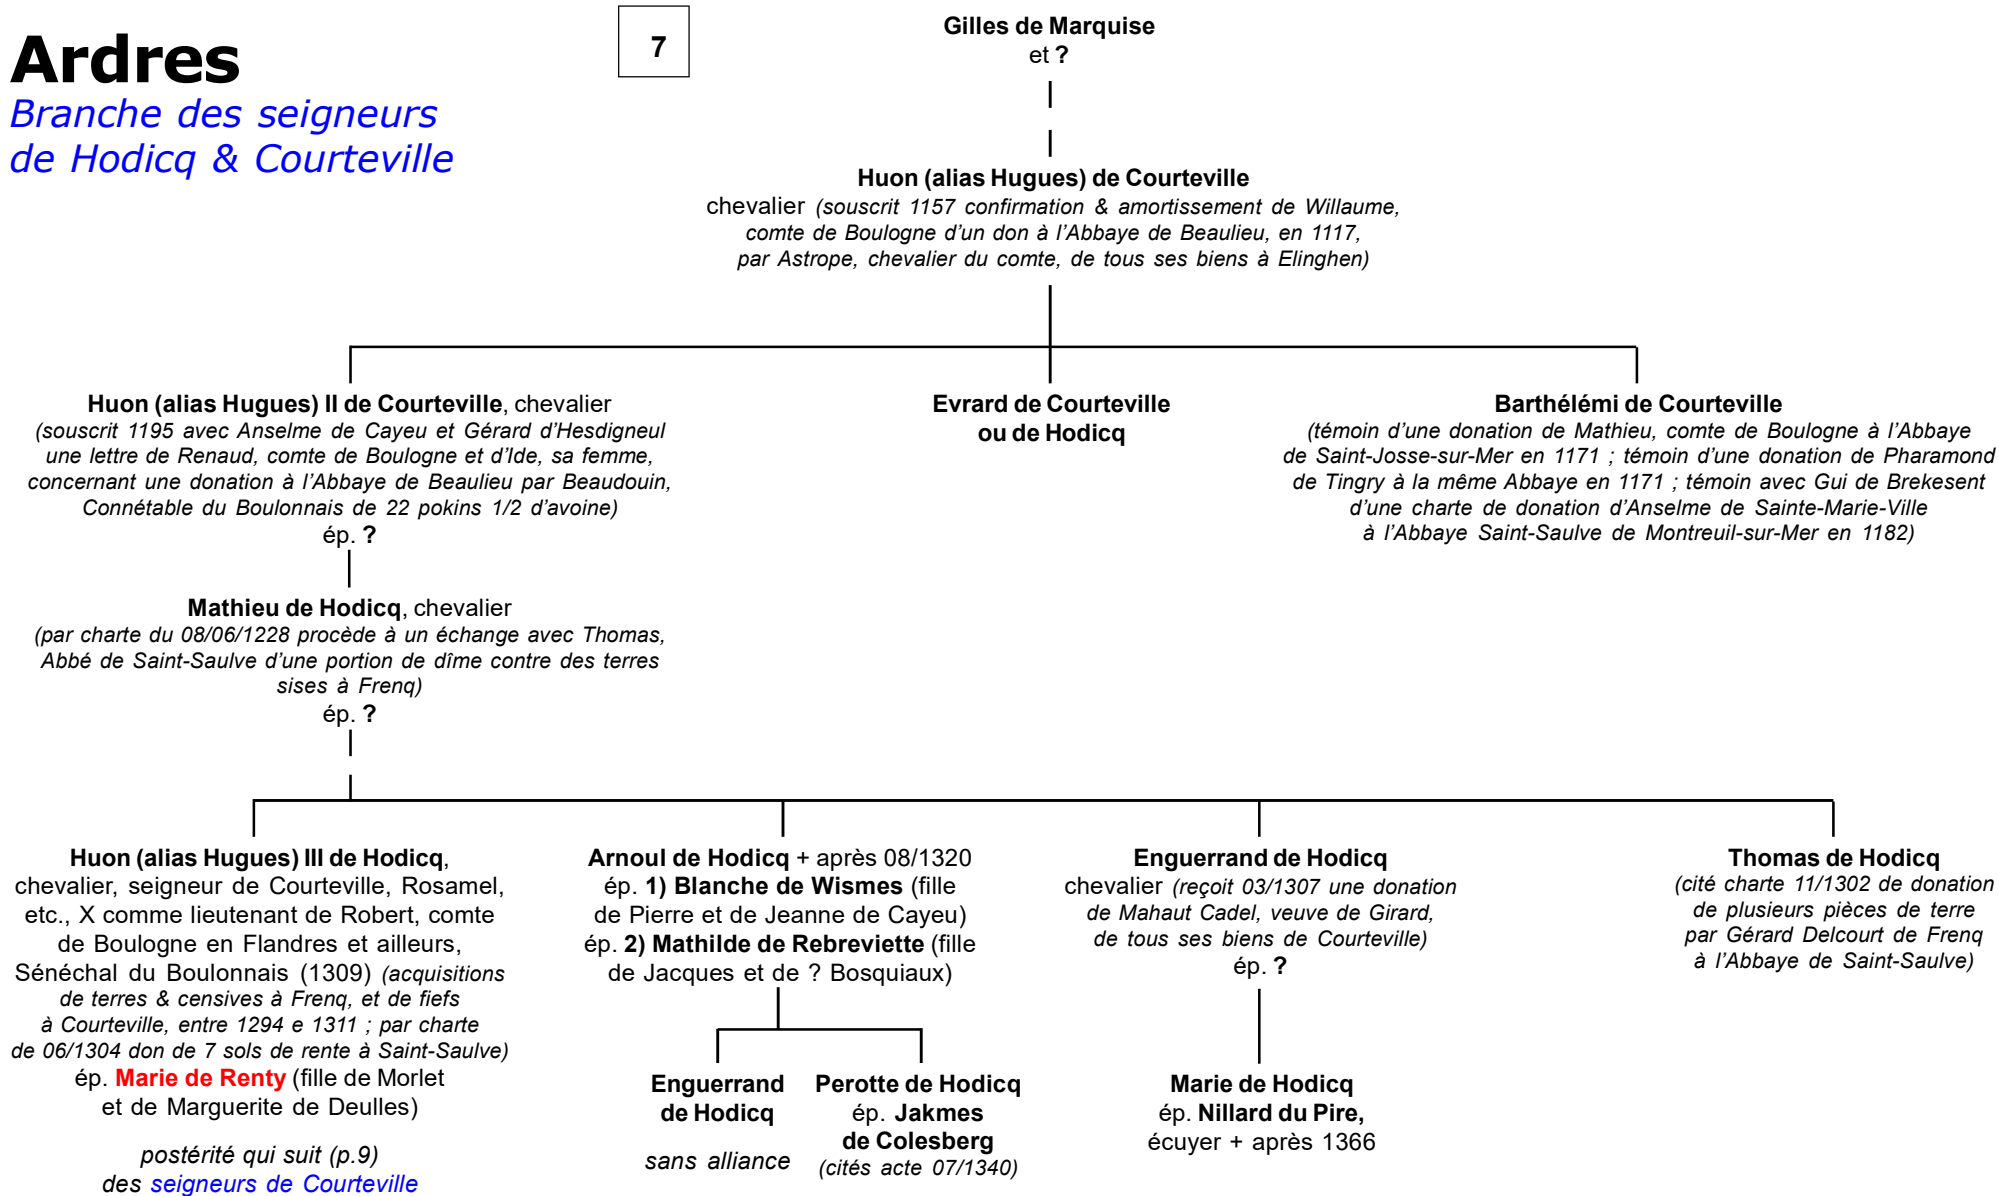 Ardres
Branche des seigneurs
de Hodicq & Courteville
7
Gilles de Marquise
et ?
Huon (alias Hugues) de Courteville
chevalier (souscrit 1157 confirmation & amortissement de Willaume,
comte de Boulogne d'un don à l'Abbaye de Beaulieu, en 1117,
par Astrope, chevalier du comte, de tous ses biens à Elinghen)
Huon (alias Hugues) II de Courteville, chevalier
(souscrit 1195 avec Anselme de Cayeu et Gérard d'Hesdigneul
une lettre de Renaud, comte de Boulogne et d'Ide, sa femme,
concernant une donation à l'Abbaye de Beaulieu par Beaudouin,
Connétable du Boulonnais de 22 pokins 1/2 d'avoine)
ép. ?
Evrard de Courteville
ou de Hodicq
Barthélémi de Courteville
(témoin d'une donation de Mathieu, comte de Boulogne à l'Abbaye
de Saint-Josse-sur-Mer en 1171 ; témoin d'une donation de Pharamond
de Tingry à la même Abbaye en 1171 ; témoin avec Gui de Brekesent
d'une charte de donation d'Anselme de Sainte-Marie-Ville
à l'Abbaye Saint-Saulve de Montreuil-sur-Mer en 1182)
Mathieu de Hodicq, chevalier
(par charte du 08/06/1228 procède à un échange avec Thomas,
Abbé de Saint-Saulve d'une portion de dîme contre des terres
sises à Frenq)
ép. ?
Huon (alias Hugues) III de Hodicq,
chevalier, seigneur de Courteville, Rosamel,
etc., X comme lieutenant de Robert, comte
de Boulogne en Flandres et ailleurs,
Sénéchal du Boulonnais (1309) (acquisitions
de terres & censives à Frenq, et de fiefs
à Courteville, entre 1294 e 1311 ; par charte
de 06/1304 don de 7 sols de rente à Saint-Saulve)
ép. Marie de Renty (fille de Morlet
et de Marguerite de Deulles)
postérité qui suit (p.9)
des seigneurs de Courteville
Arnoul de Hodicq + après 08/1320
ép. 1) Blanche de Wismes (fille
de Pierre et de Jeanne de Cayeu)
ép. 2) Mathilde de Rebreviette (fille
de Jacques et de ? Bosquiaux)
Enguerrand
de Hodicq
sans alliance
Perotte de Hodicq
ép. Jakmes
de Colesberg
(cités acte 07/1340)
Enguerrand de Hodicq
chevalier (reçoit 03/1307 une donation
de Mahaut Cadel, veuve de Girard,
de tous ses biens de Courteville)
ép. ?
Marie de Hodicq
ép. Nillard du Pire,
écuyer + après 1366
Thomas de Hodicq
(cité charte 11/1302 de donation
de plusieurs pièces de terre
par Gérard Delcourt de Frenq
à l'Abbaye de Saint-Saulve)